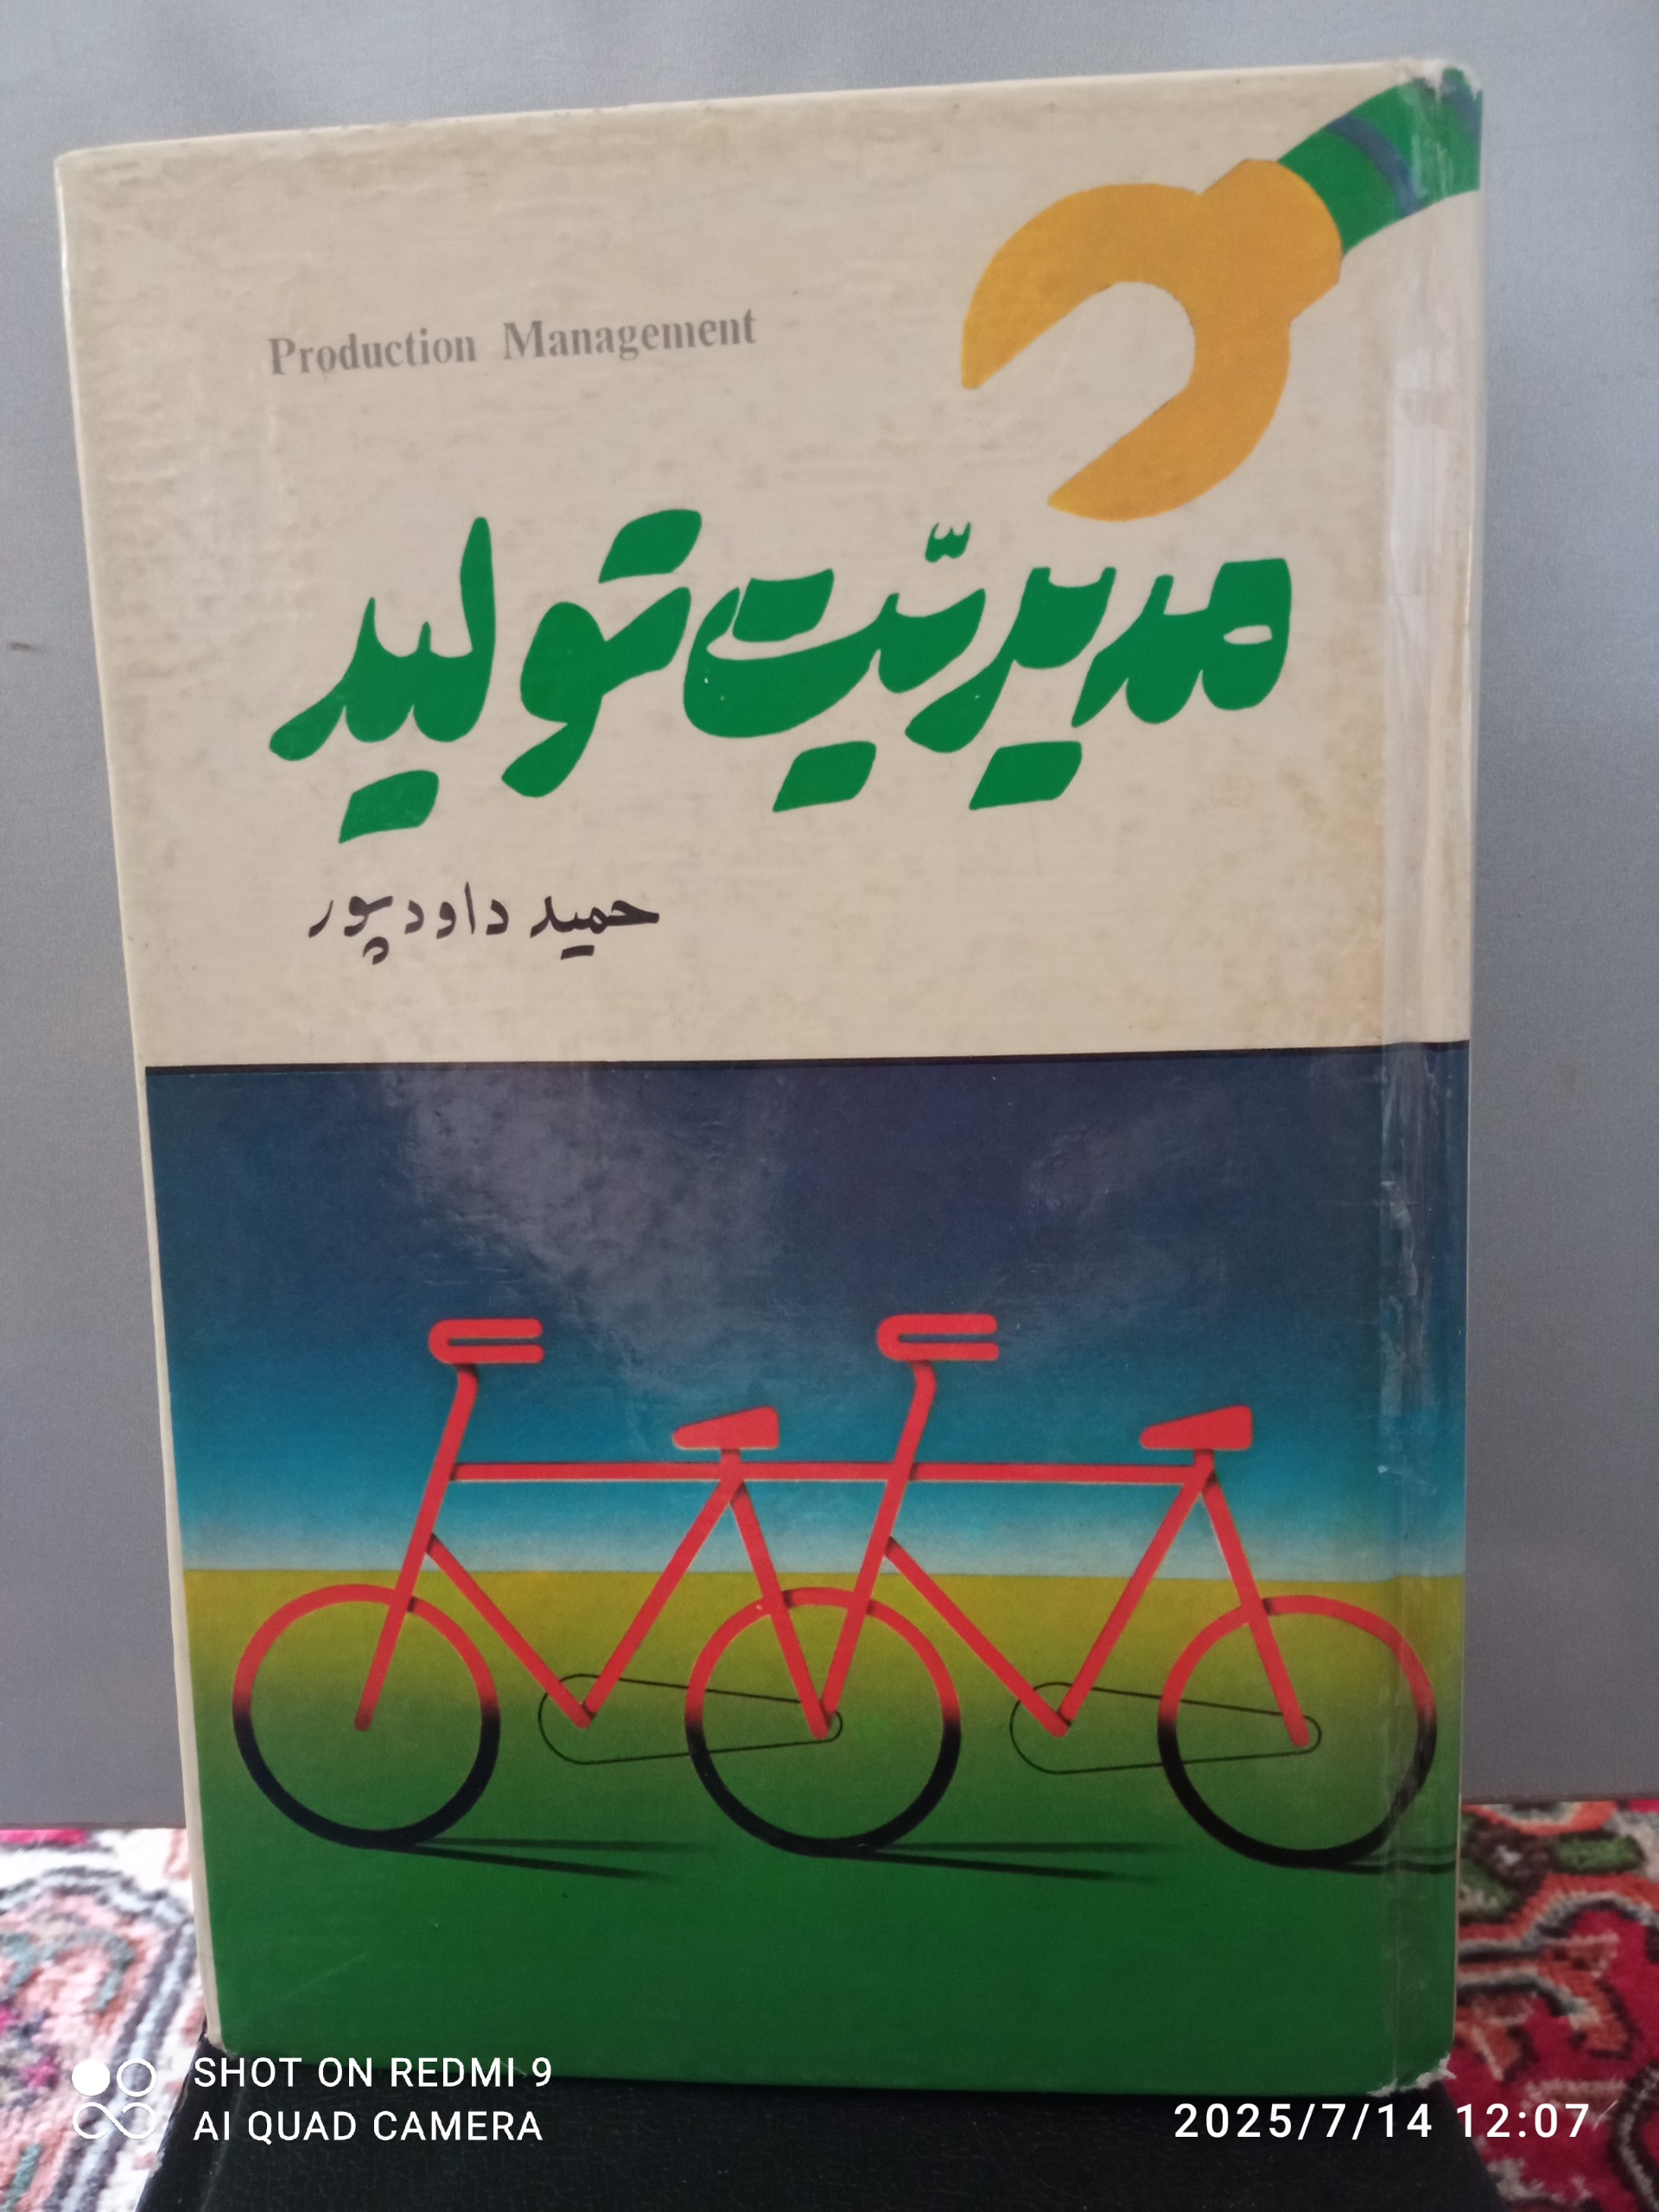 Production Management
مدیریّت تولید
حمید داودپور
SHOT ON REDMI 9
AI QUAD CAMERA
2025/7/14 12:07